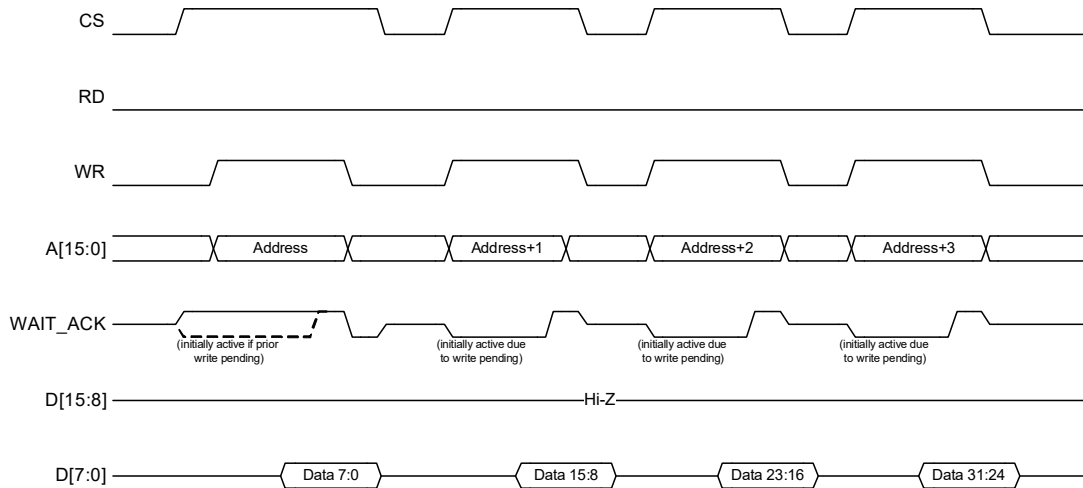 CS
RD
WR
A[15:0]
Address
Address+1
Address+2
Address+3
WAIT_ACK
(initially active if prior
write pending)
(initially active due
to write pending)
(initially active due
to write pending)
(initially active due
to write pending)
D[15:8]
Hi-Z
D[7:0]
Data 7:0
Data 15:8
Data 23:16
Data 31:24